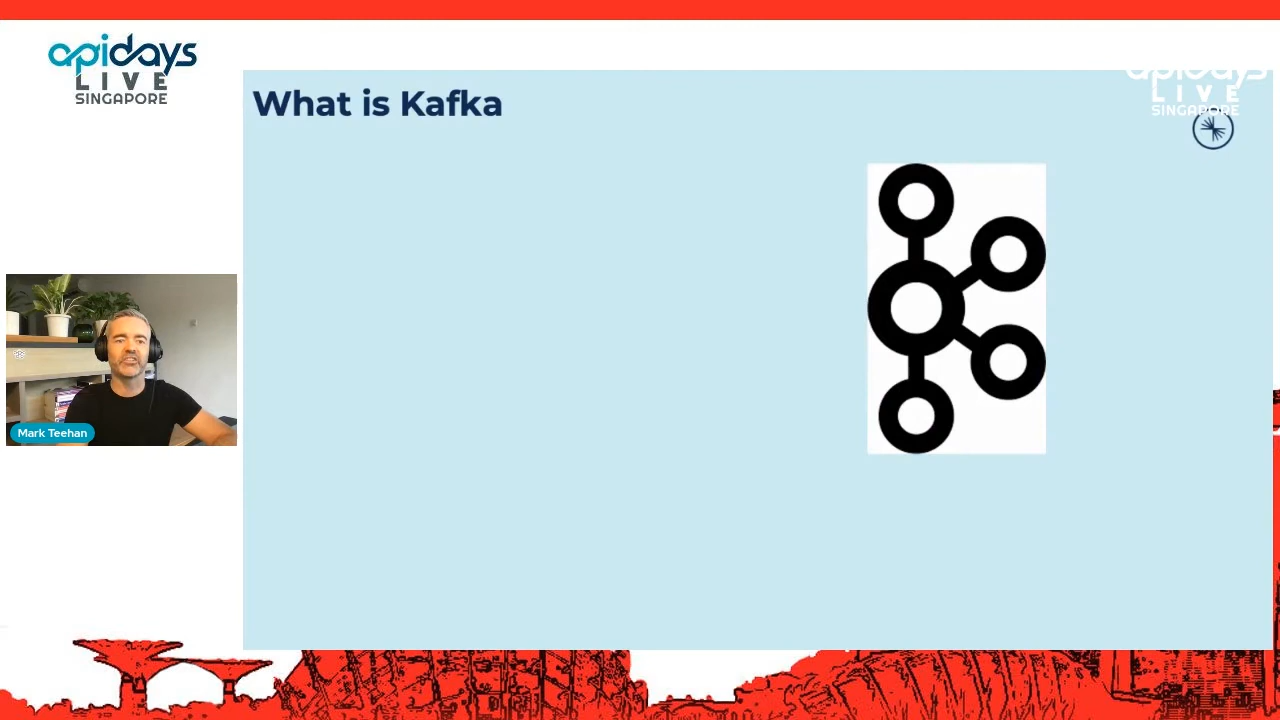 apidays
LIVE
SINGAPORE
What is Kafka
apidays
LIVE
SINGAPORE
Mark Teehan